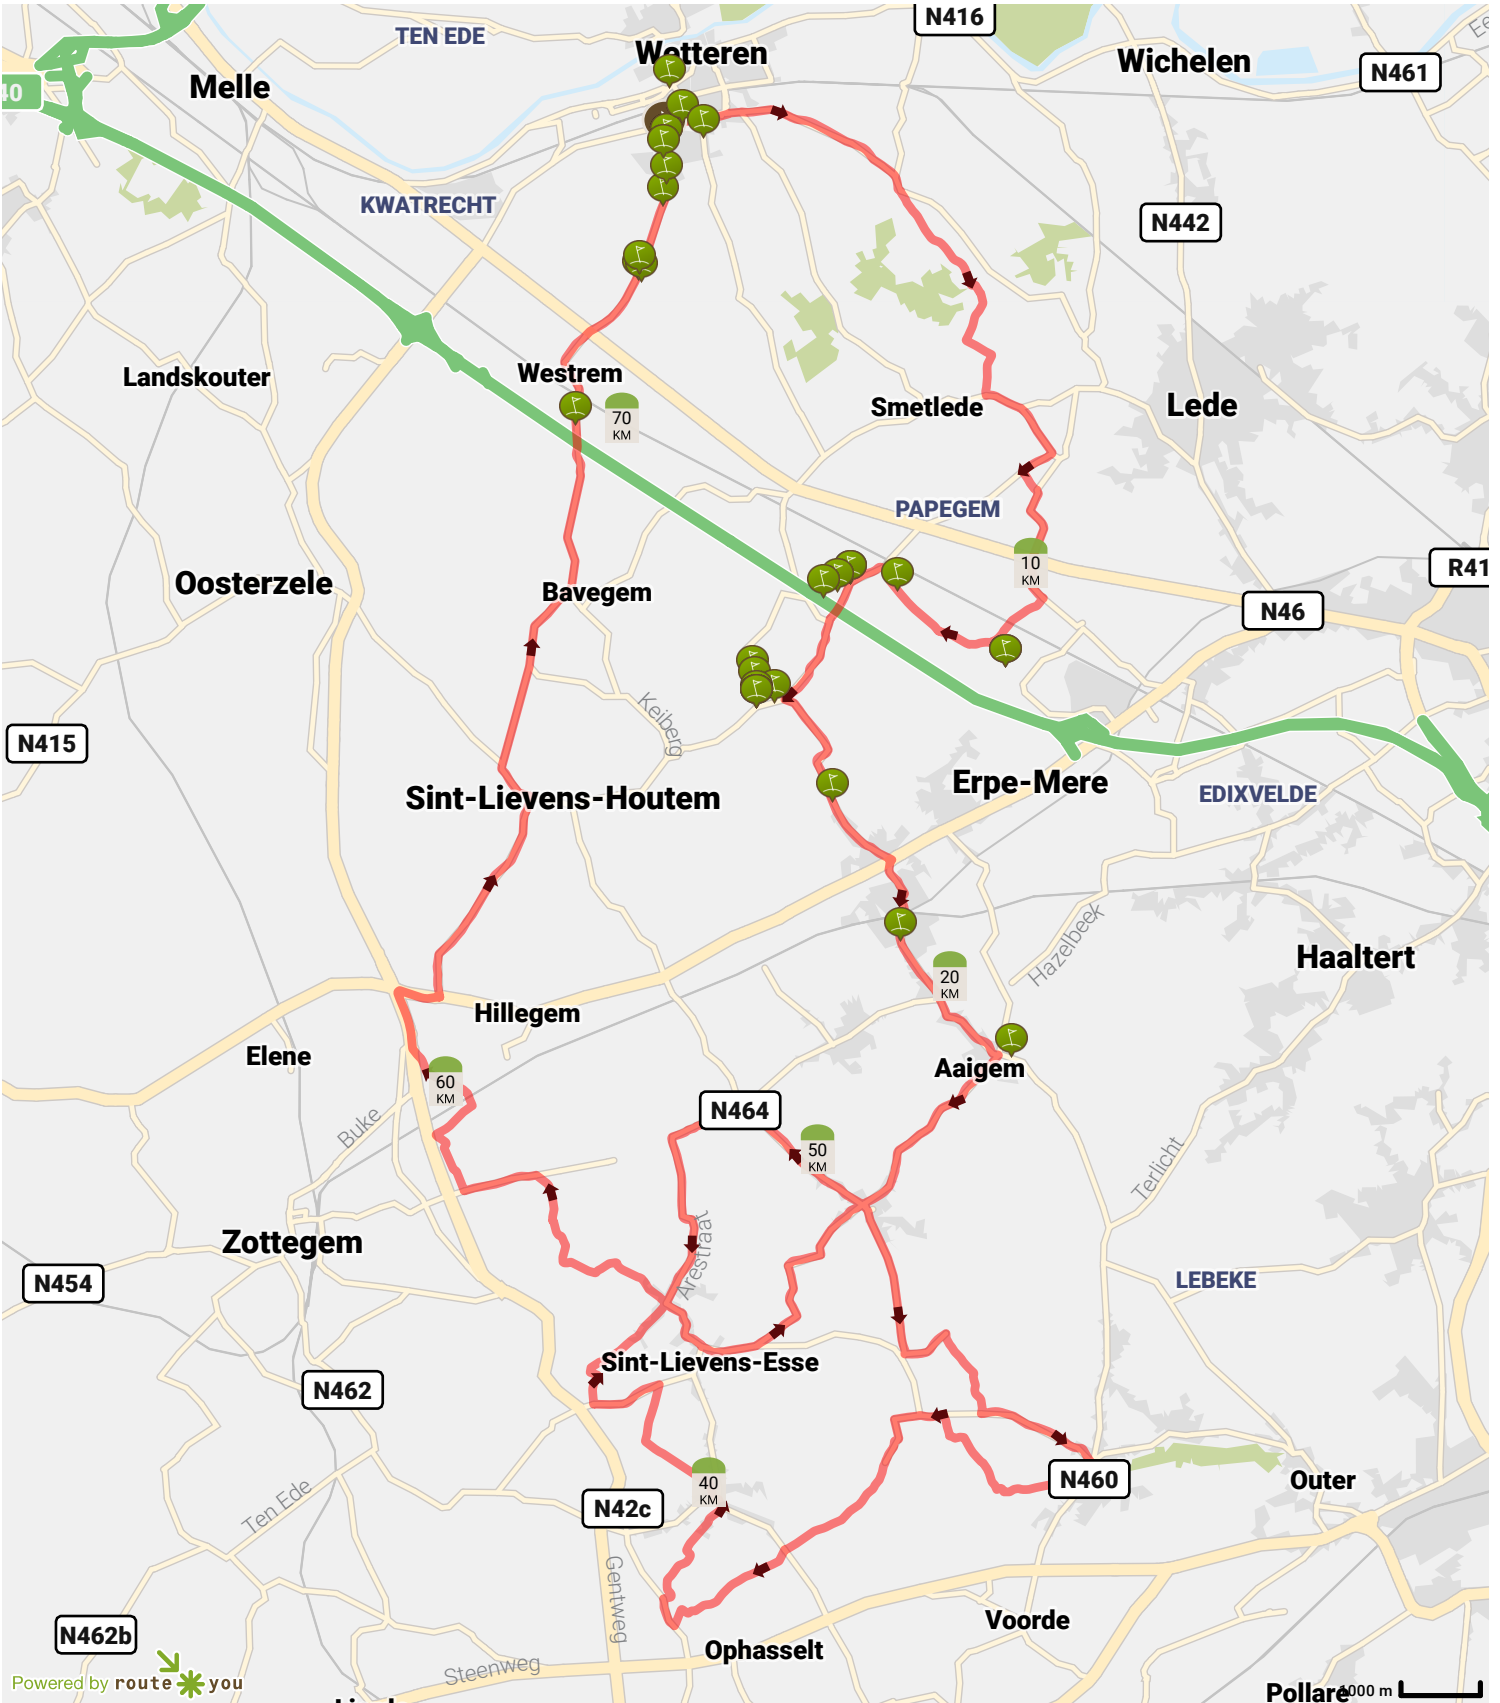 N416
TEN EDE
Wetteren
Wichelen
N461
Melle
40
KWATRECHT
N442
Landskouter
Westrem
70
KM
Smetlede
Lede
PAPEGEM
10
KM
R41
Oosterzele
Bavegem
N46
Keiberg
N415
Sint-Lievens-Houtem
Erpe-Mere
EDIXVELDE
Hazelbeek
Haaltert
20
KM
Hillegem
Elene
Aaigem
60
KM
Buke
N464
50
KM
Terlicht
Arestraat
Zottegem
N454
LEBEKE
Sint-Lievens-Esse
N462
40
KM
N460
Outer
Ten Ede
N42c
Gentweg
N462b
Voorde
Ophasselt
Steenweg
Powered by route you
Pollare
1000 m